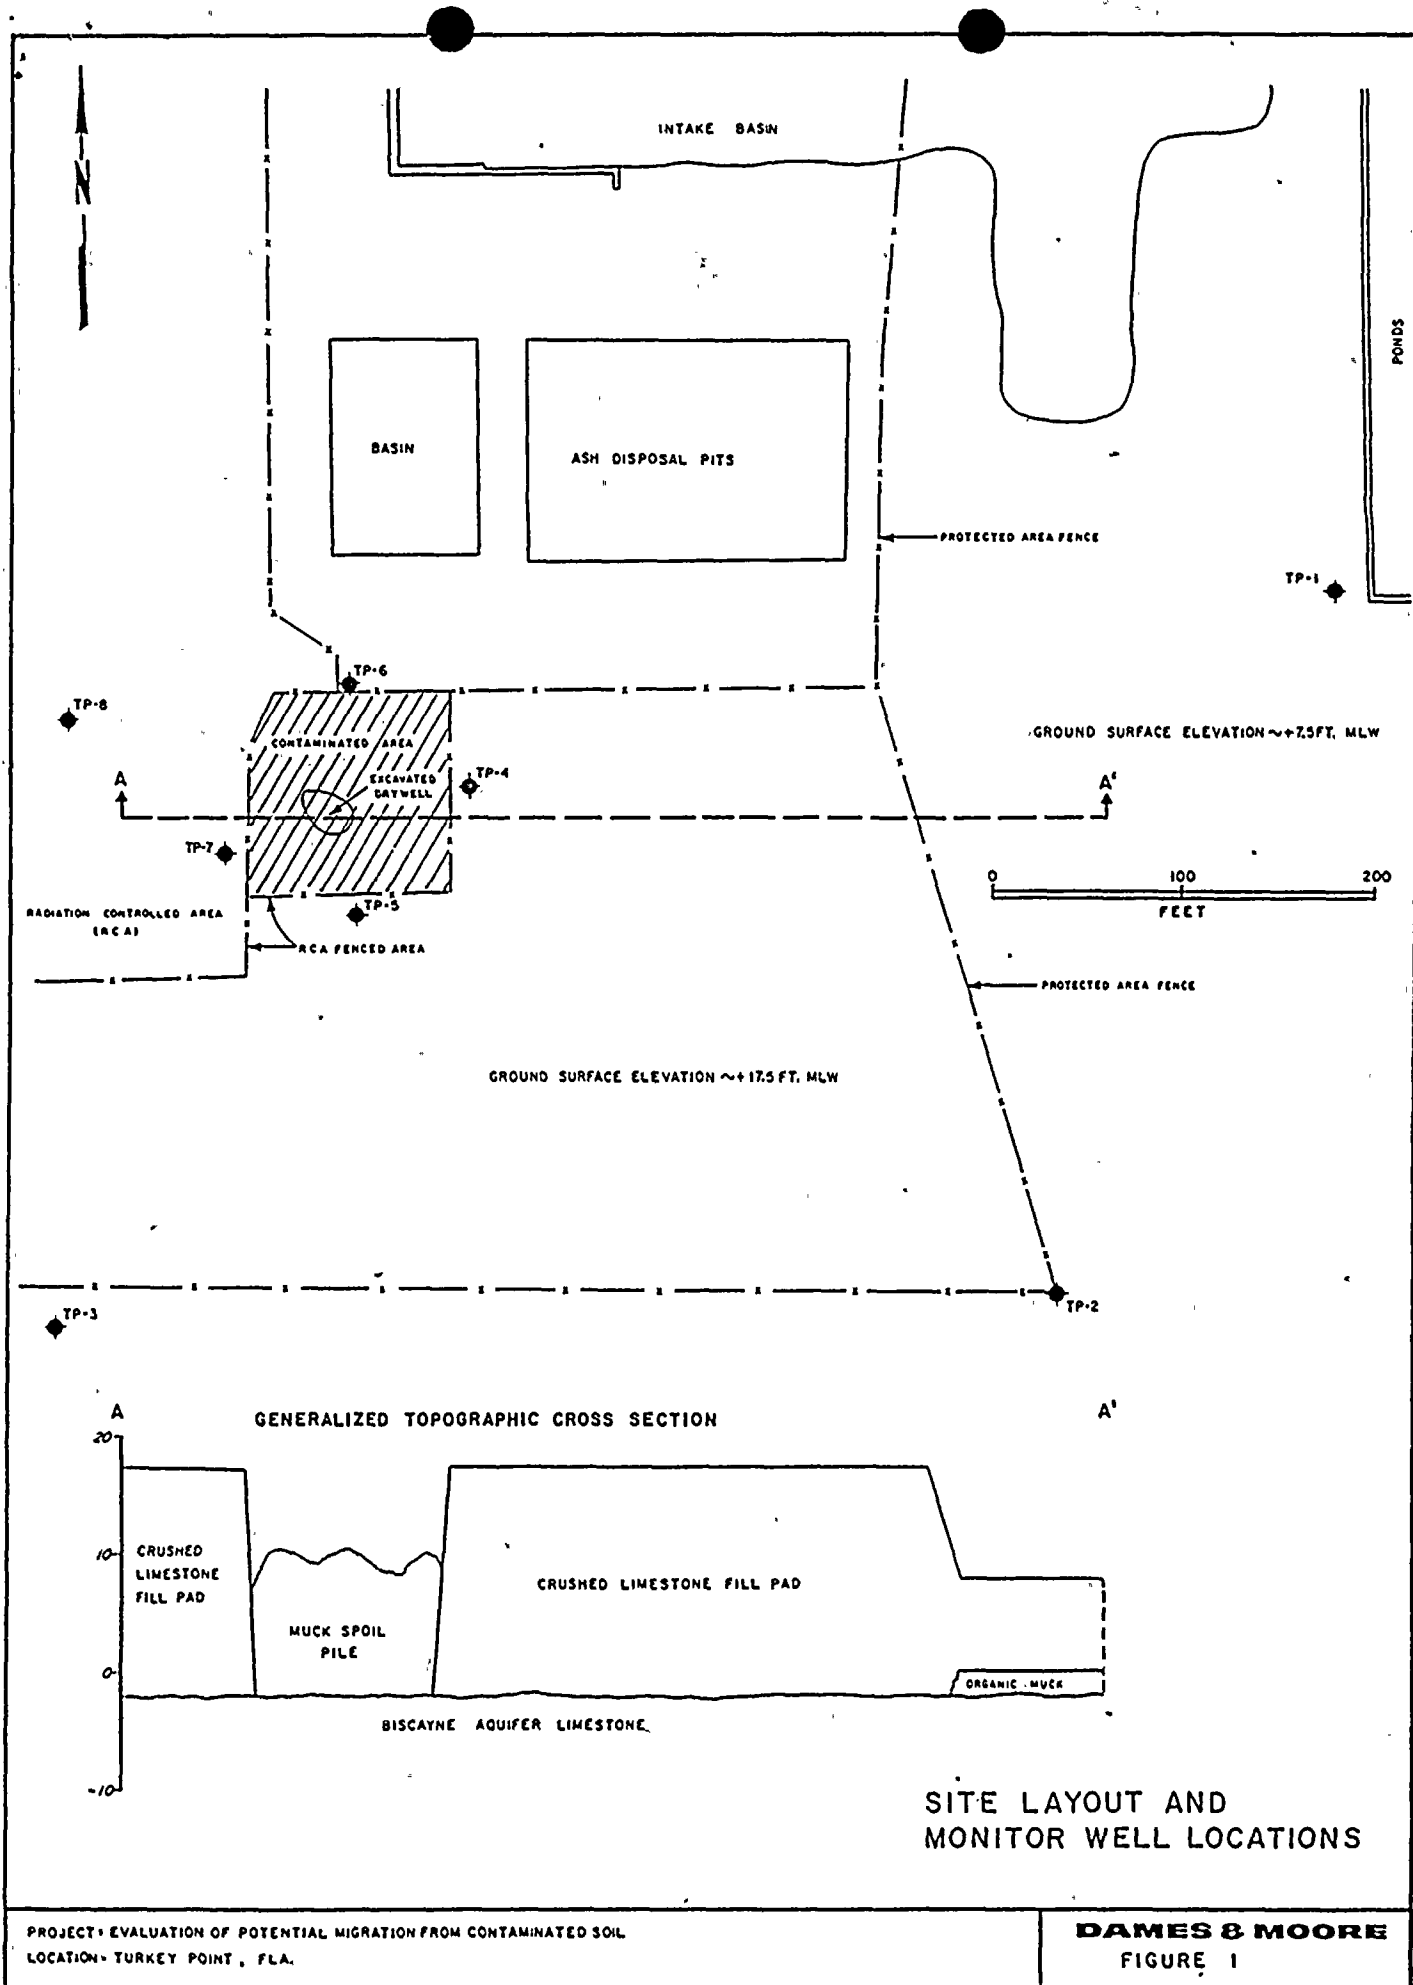 INTAKE BASIN
N
PONDS
BASIN
ASH DISPOSAL PITS
PROTECTED AREA FENCE
TP-1
TP-6
TP-8
GROUND SURFACE ELEVATION ~+7.5FT. MLW
CONTAMINATED AREA
EXCAVATED
DRYWELL
TP-4
A
A'
TP-7
0 100 200
FEET
TP-5
RADIATION CONTROLLED AREA
(RCA)
RCA FENCED AREA
PROTECTED AREA FENCE
GROUND SURFACE ELEVATION ~+17.5 FT. MLW
TP-2
TP-3
A
GENERALIZED TOPOGRAPHIC CROSS SECTION
A'
20
10
0
-10
CRUSHED
LIMESTONE
FILL PAD
MUCK SPOIL
PILE
CRUSHED LIMESTONE FILL PAD
ORGANIC MUCK
BISCAYNE AQUIFER LIMESTONE
SITE LAYOUT AND
MONITOR WELL LOCATIONS
PROJECT: EVALUATION OF POTENTIAL MIGRATION FROM CONTAMINATED SOIL
LOCATION: TURKEY POINT, FLA.
DAMES & MOORE
FIGURE 1